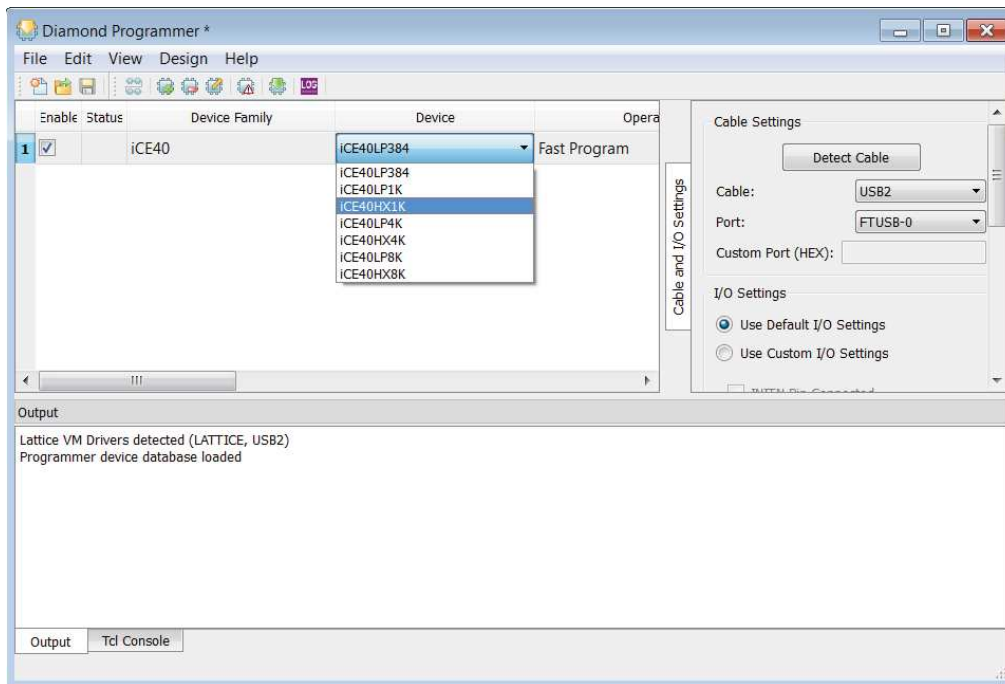 Diamond Programmer *
File Edit View Design Help
LOG
Enable Status Device Family Device Opera
1 iCE40 iCE40LP384 Fast Program
iCE40LP384
iCE40LP1K
iCE40HX1K
iCE40LP4K
iCE40HX4K
iCE40LP8K
iCE40HX8K
Cable and I/O Settings
Cable Settings
Detect Cable
Cable: USB2
Port: FTUSB-0
Custom Port (HEX):
I/O Settings
Use Default I/O Settings
Use Custom I/O Settings
Output
Lattice VM Drivers detected (LATTICE, USB2)
Programmer device database loaded
Output Tcl Console